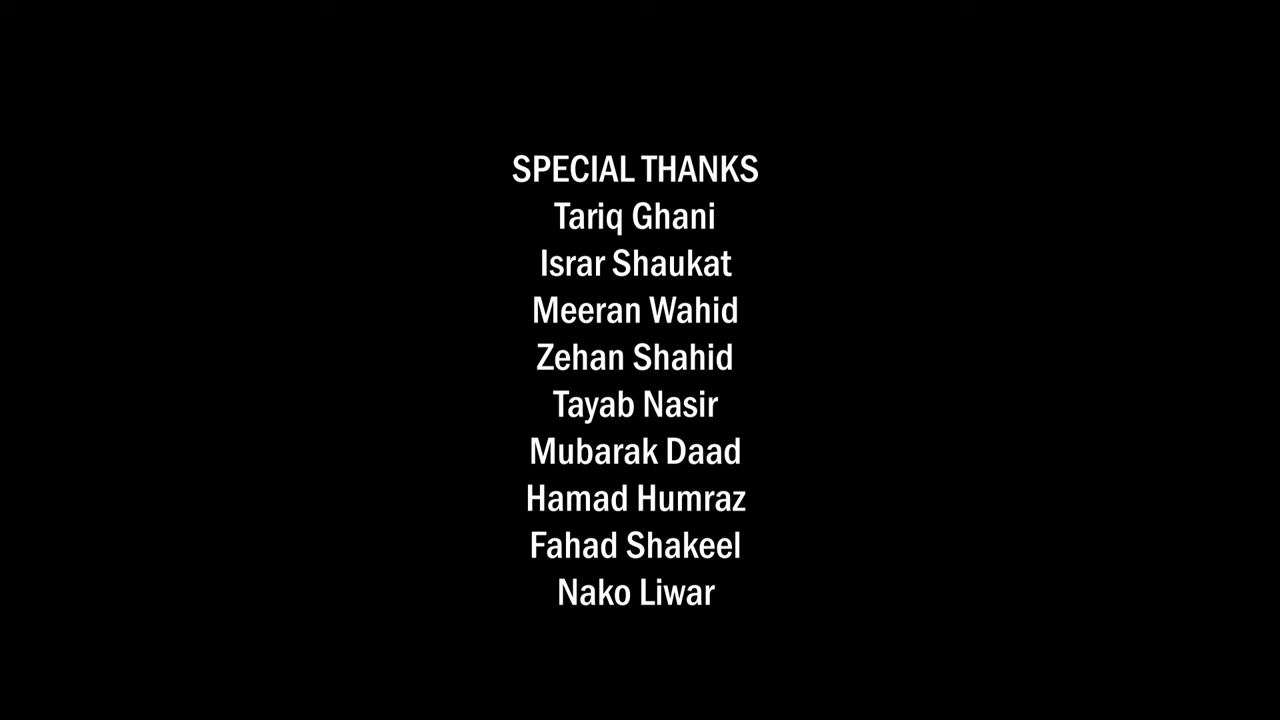 SPECIAL THANKS
Tariq Ghani
Israr Shaukat
Meeran Wahid
Zehan Shahid
Tayab Nasir
Mubarak Daad
Hamad Humraz
Fahad Shakeel
Nako Liwar